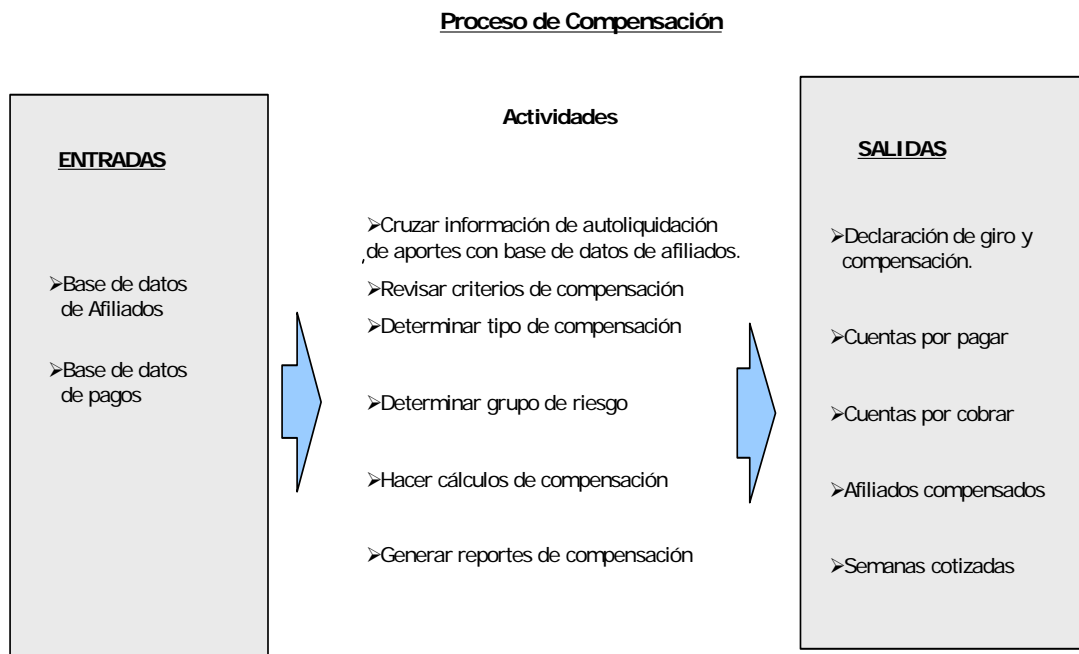 Proceso de Compensación
ENTRADAS
➢Base de datos
de Afiliados
➢Base de datos
de pagos
Actividades
➢Cruzar información de autoliquidación
de aportes con base de datos de afiliados.
➢Revisar criterios de compensación
➢Determinar tipo de compensación
➢Determinar grupo de riesgo
➢Hacer cálculos de compensación
➢Generar reportes de compensación
SALIDAS
➢Declaración de giro y
compensación.
➢Cuentas por pagar
➢Cuentas por cobrar
➢Afiliados compensados
➢Semanas cotizadas